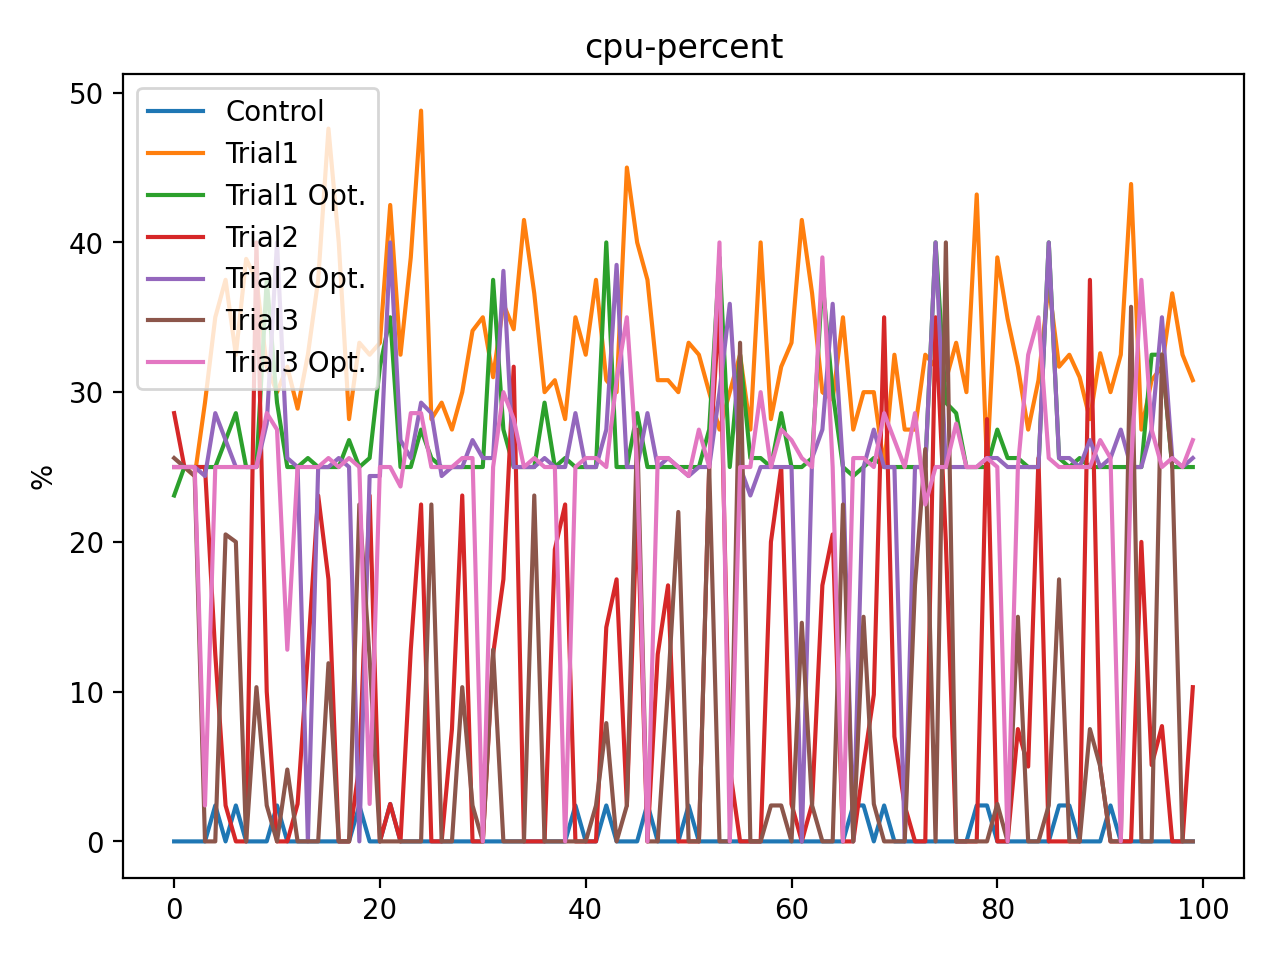 cpu-percent
50
40
30
20
10
0
%
Control
Trial1
Trial1 Opt.
Trial2
Trial2 Opt.
Trial3
Trial3 Opt.
0 20 40 60 80 100